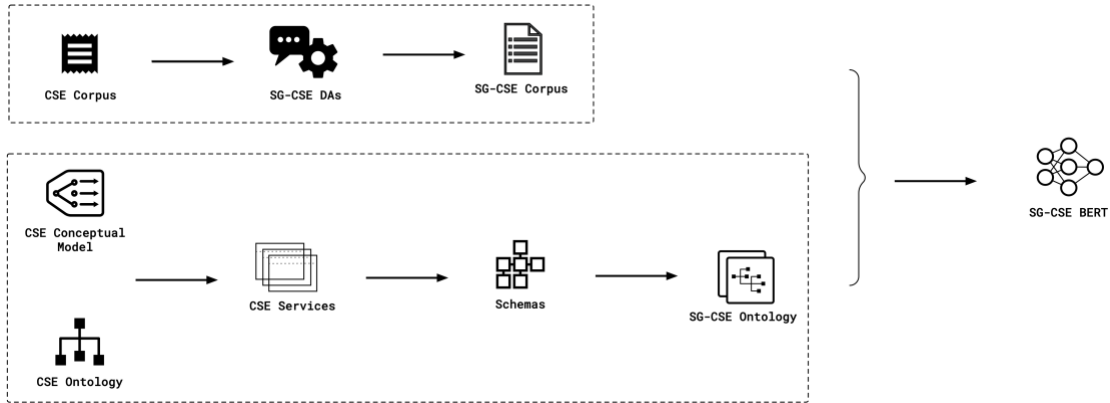 CSE Corpus
SG-CSE DAs
SG-CSE Corpus
CSE Conceptual
Model
CSE Services
Schemas
SG-CSE Ontology
CSE Ontology
SG-CSE BERT